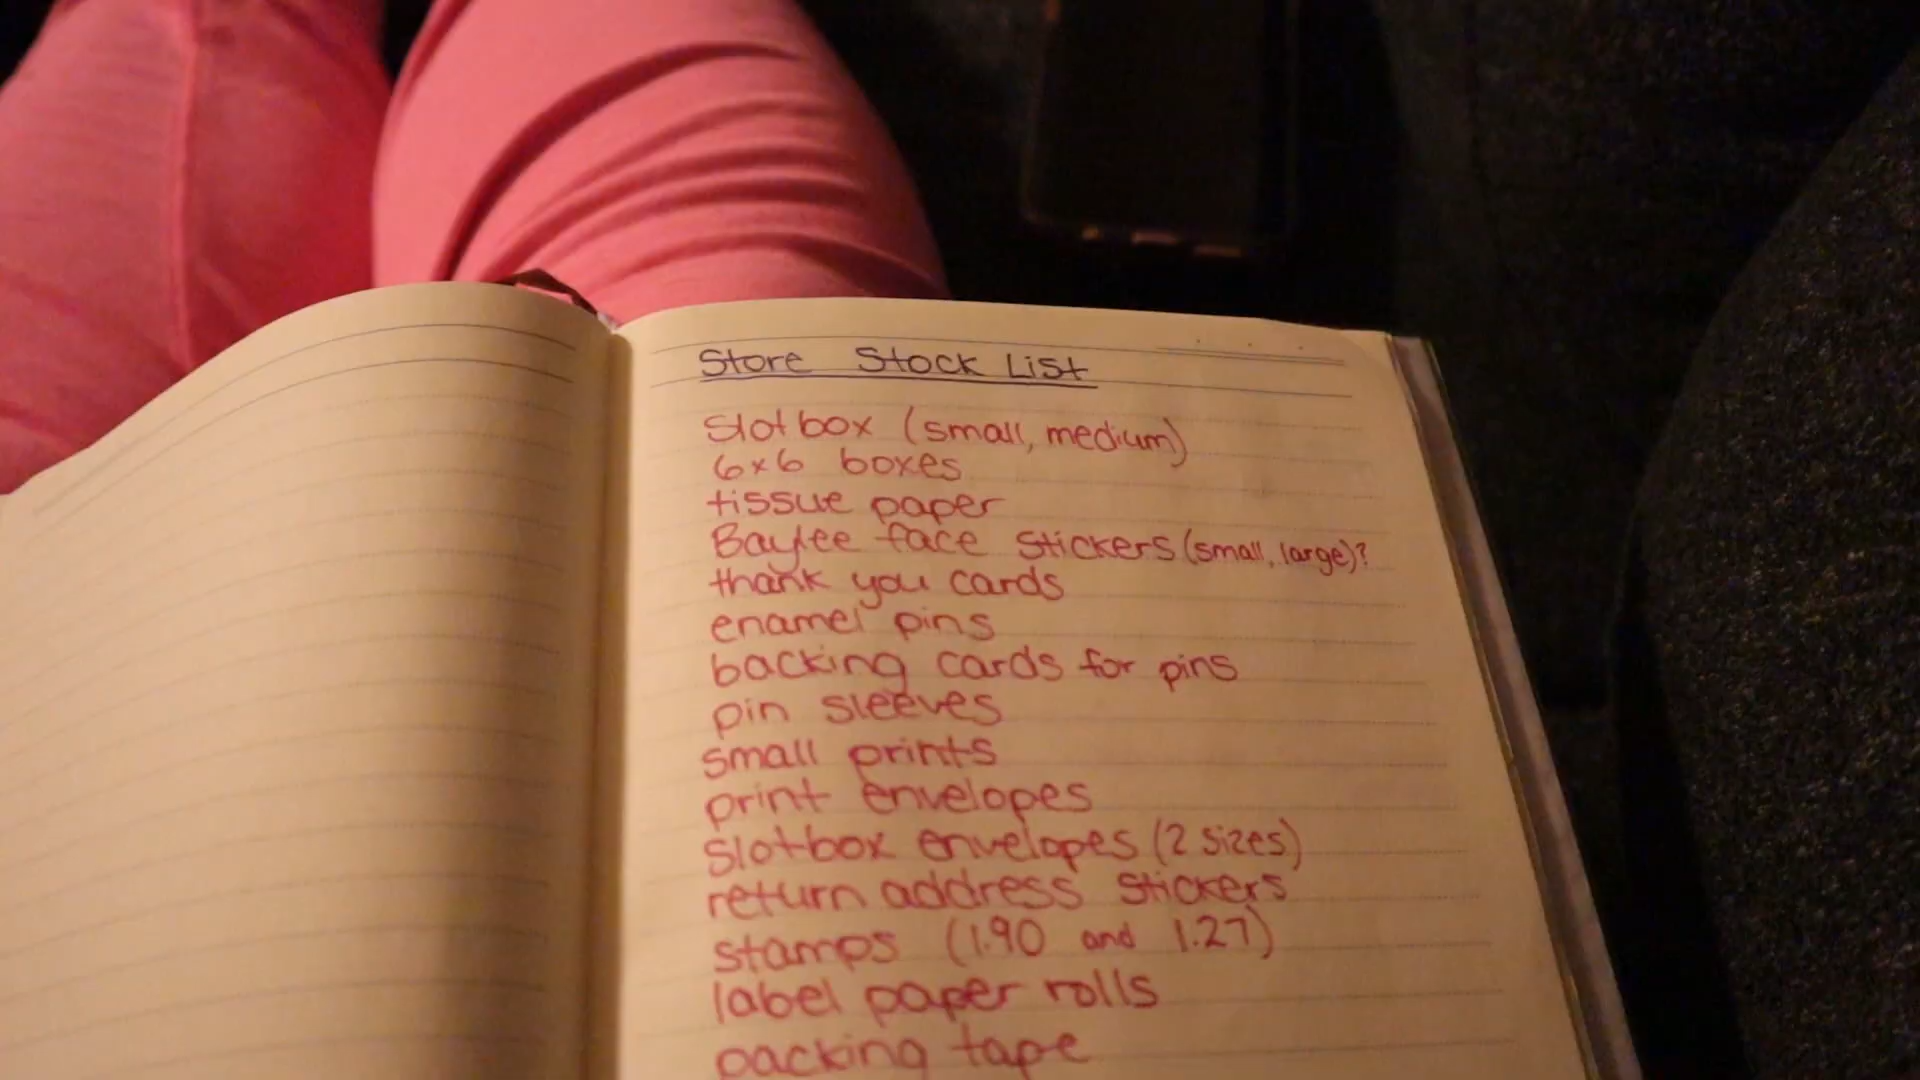 Store Stock List
Slotbox (small, medium)
6x6 boxes
tissue paper
Baylee face stickers (small, large)?
thank you cards
enamel pins
backing cards for pins
pin sleeves
small prints
print envelopes
slotbox envelopes (2 sizes)
return address stickers
stamps (1.90 and 1.27)
label paper rolls
packing tape